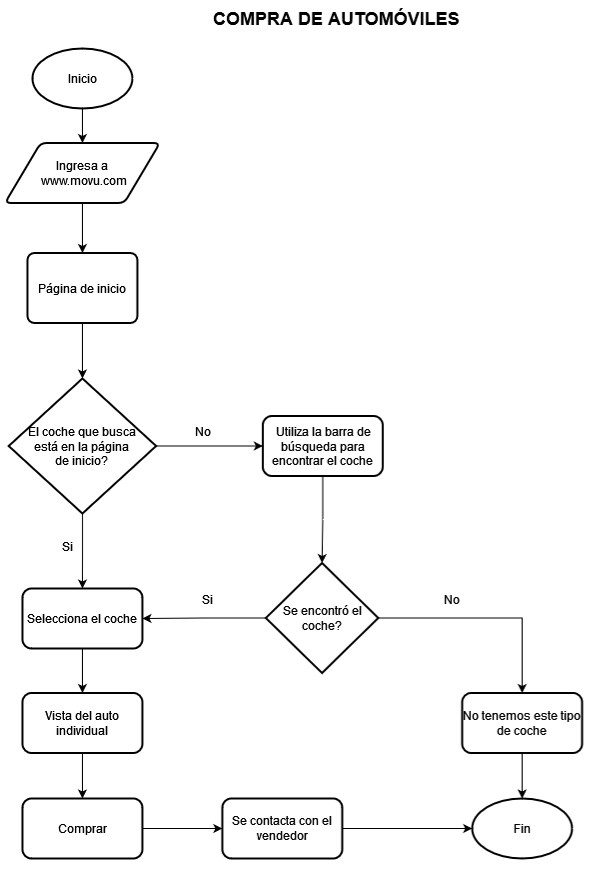 COMPRA DE AUTOMÓVILES
Inicio
Ingresa a
www.movu.com
Página de inicio
El coche que busca
está en la página
de inicio?
No
Utiliza la barra de
búsqueda para
encontrar el coche
Si
Selecciona el coche
Si
Se encontró el
coche?
No
Vista del auto
individual
No tenemos este tipo
de coche
Comprar
Se contacta con el
vendedor
Fin